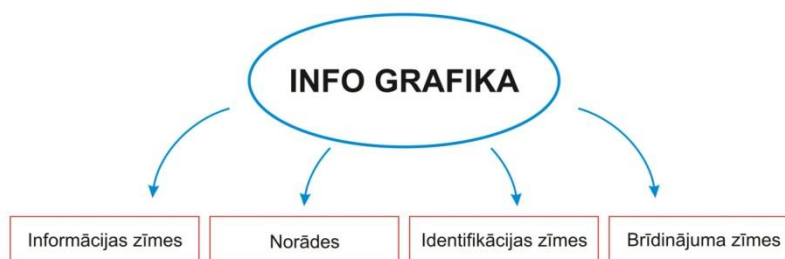 INFO GRAFIKA
Informācijas zīmes
Norādes
Identifikācijas zīmes
Brīdinājuma zīmes